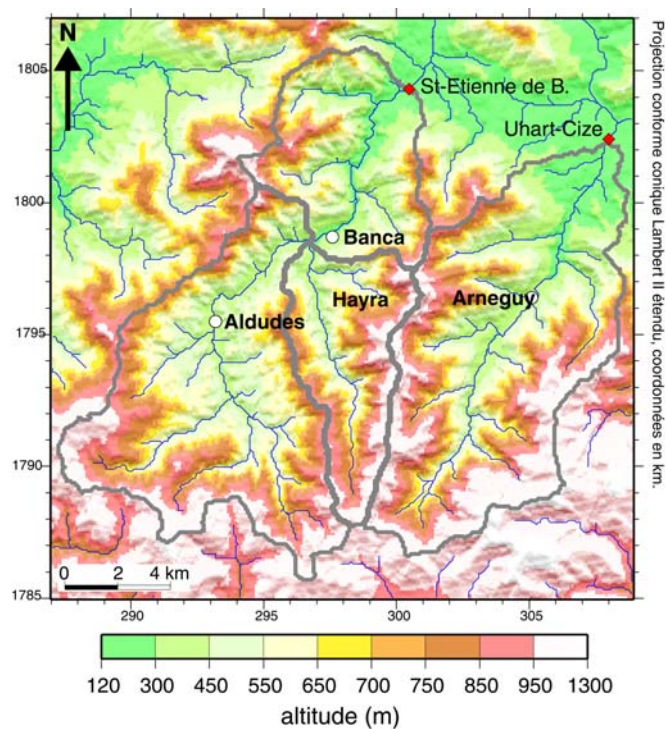 N
1805
1800
1795
1790
1785
St-Etienne de B.
Uhart-Cize
Banca
Hayra
Arneguy
Aldudes
0 2 4 km
290 295 300 305
Projection conforme conique Lambert II étendu, coordonnées en km.
120 300 450 550 650 700 750 850 950 1300
altitude (m)